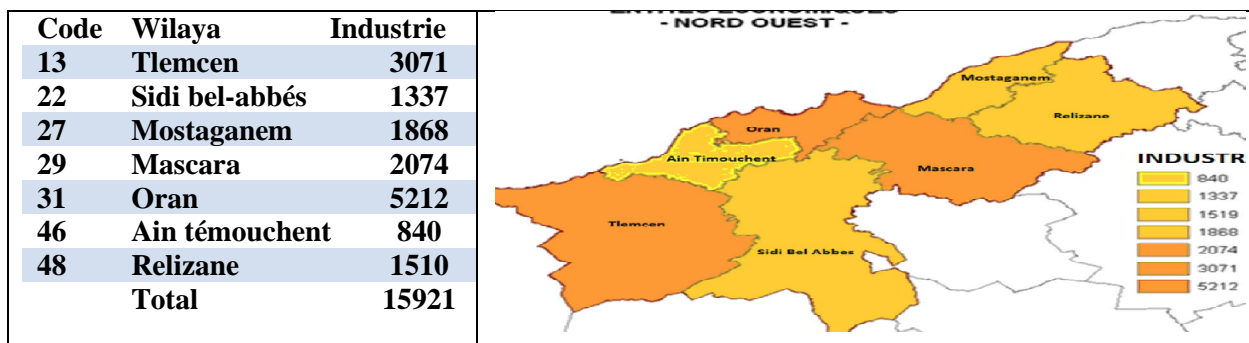 Code Wilaya Industrie
13 Tlemcen 3071
22 Sidi bel-abbés 1337
27 Mostaganem 1868
29 Mascara 2074
31 Oran 5212
46 Ain témouchent 840
48 Relizane 1510
Total 15921
- NORD OUEST -
Mostaganem
Relizane
Oran
Ain Timouchent
Mascara
Tlemcen
Sidi Bel Abbes
INDUSTR
840
1337
1519
1868
2074
3071
5212